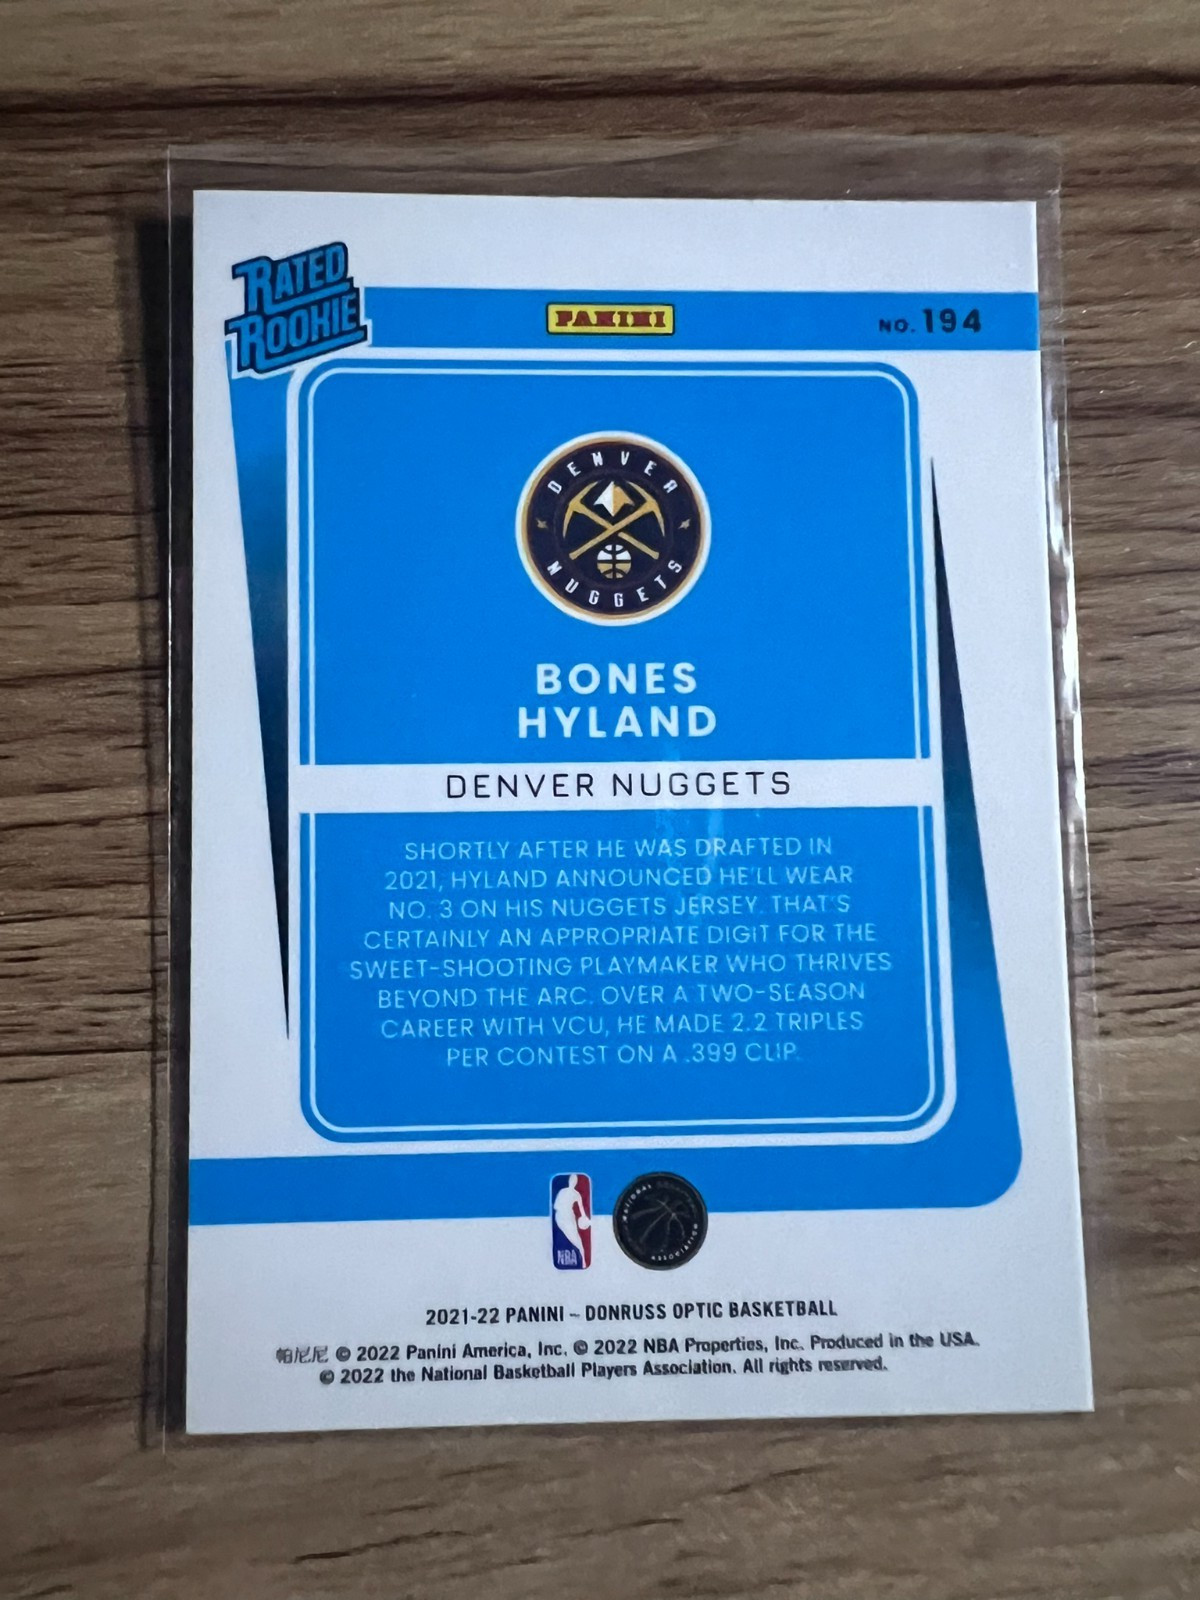 RATED
ROOKIE
PANINI
NO. 194
DENVER
NUGGETS
BONES
HYLAND
DENVER NUGGETS
SHORTLY AFTER HE WAS DRAFTED IN
2021, HYLAND ANNOUNCED HE'LL WEAR
NO. 3 ON HIS NUGGETS JERSEY. THAT'S
CERTAINLY AN APPROPRIATE DIGIT FOR THE
SWEET-SHOOTING PLAYMAKER WHO THRIVES
BEYOND THE ARC. OVER A TWO-SEASON
CAREER WITH VCU, HE MADE 2.2 TRIPLES
PER CONTEST ON A .399 CLIP.
NBA
NATIONAL
2021-22 PANINI – DONRUSS OPTIC BASKETBALL
帕尼尼 © 2022 Panini America, Inc. © 2022 NBA Properties, Inc. Produced in the USA.
© 2022 the National Basketball Players Association. All rights reserved.